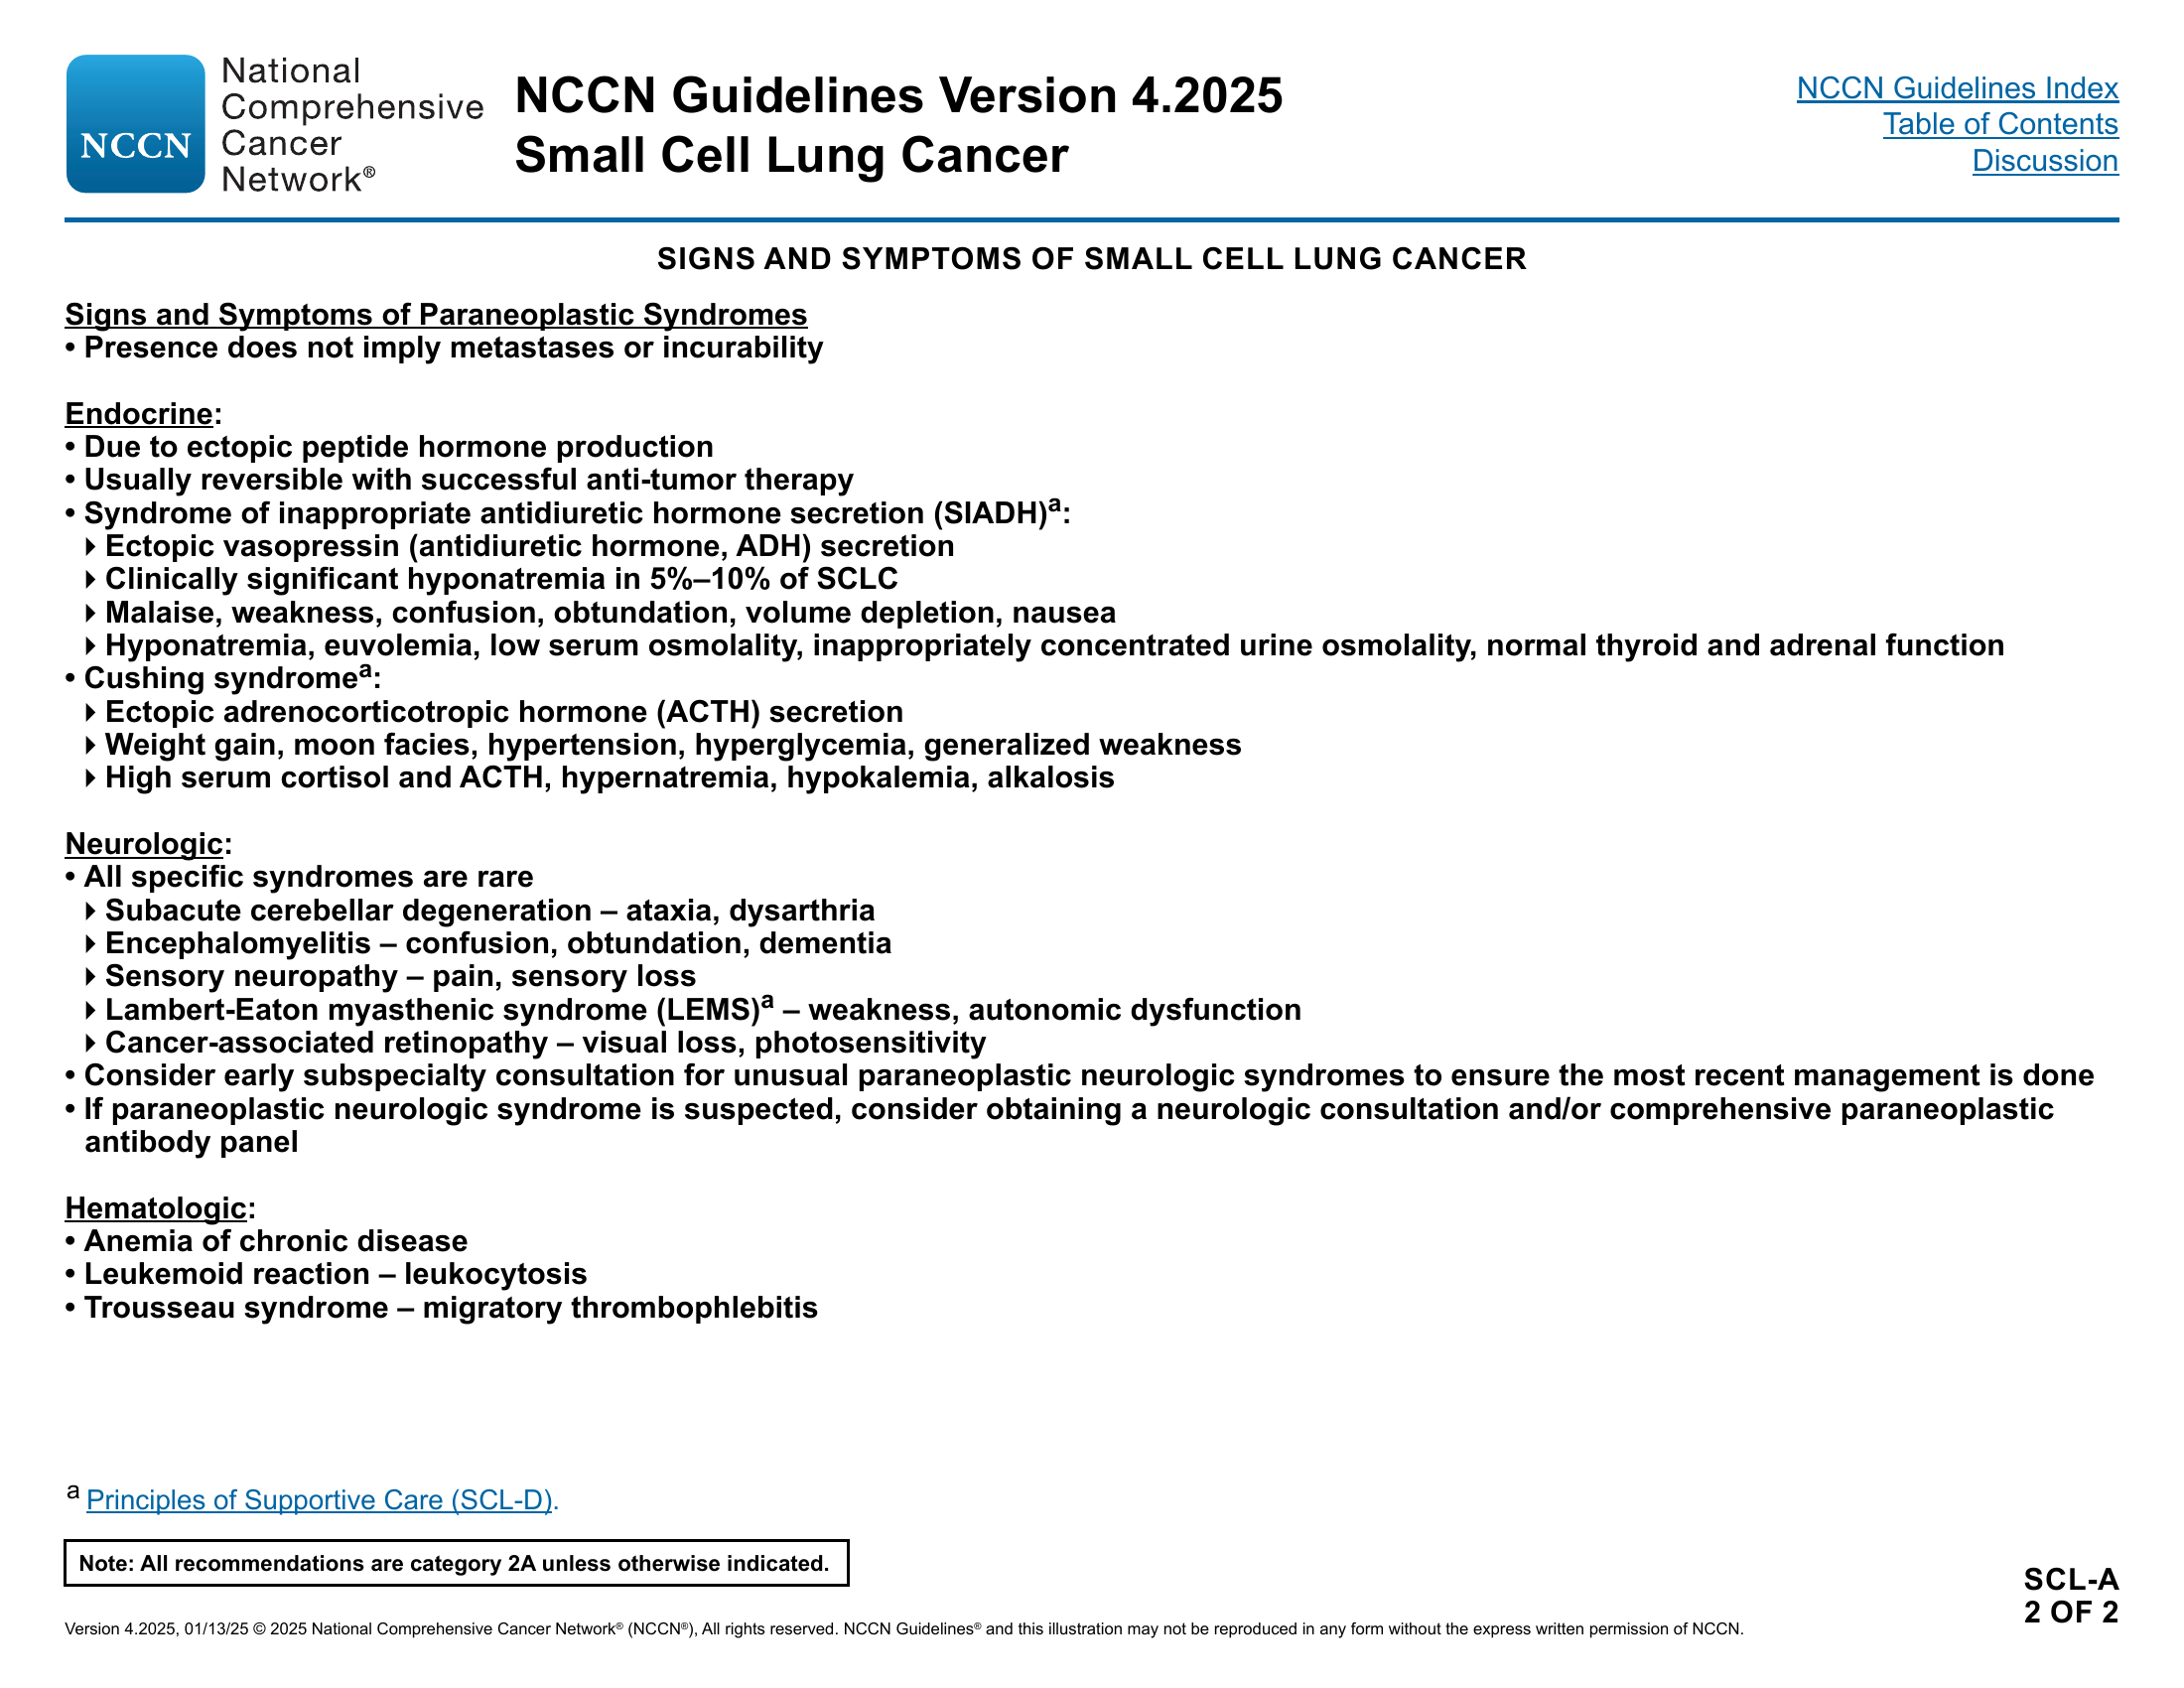 NCCN
National
Comprehensive
Cancer
Network®
NCCN Guidelines Version 4.2025
Small Cell Lung Cancer
NCCN Guidelines Index
Table of Contents
Discussion
SIGNS AND SYMPTOMS OF SMALL CELL LUNG CANCER
Signs and Symptoms of Paraneoplastic Syndromes
• Presence does not imply metastases or incurability
Endocrine:
• Due to ectopic peptide hormone production
• Usually reversible with successful anti-tumor therapy
• Syndrome of inappropriate antidiuretic hormone secretion (SIADH)a:
▸ Ectopic vasopressin (antidiuretic hormone, ADH) secretion
▸ Clinically significant hyponatremia in 5%–10% of SCLC
▸ Malaise, weakness, confusion, obtundation, volume depletion, nausea
▸ Hyponatremia, euvolemia, low serum osmolality, inappropriately concentrated urine osmolality, normal thyroid and adrenal function
• Cushing syndromea:
▸ Ectopic adrenocorticotropic hormone (ACTH) secretion
▸ Weight gain, moon facies, hypertension, hyperglycemia, generalized weakness
▸ High serum cortisol and ACTH, hypernatremia, hypokalemia, alkalosis
Neurologic:
• All specific syndromes are rare
▸ Subacute cerebellar degeneration – ataxia, dysarthria
▸ Encephalomyelitis – confusion, obtundation, dementia
▸ Sensory neuropathy – pain, sensory loss
▸ Lambert-Eaton myasthenic syndrome (LEMS)a – weakness, autonomic dysfunction
▸ Cancer-associated retinopathy – visual loss, photosensitivity
• Consider early subspecialty consultation for unusual paraneoplastic neurologic syndromes to ensure the most recent management is done
• If paraneoplastic neurologic syndrome is suspected, consider obtaining a neurologic consultation and/or comprehensive paraneoplastic
antibody panel
Hematologic:
• Anemia of chronic disease
• Leukemoid reaction – leukocytosis
• Trousseau syndrome – migratory thrombophlebitis
a Principles of Supportive Care (SCL-D).
Note: All recommendations are category 2A unless otherwise indicated.
SCL-A
2 OF 2
Version 4.2025, 01/13/25 © 2025 National Comprehensive Cancer Network® (NCCN®), All rights reserved. NCCN Guidelines® and this illustration may not be reproduced in any form without the express written permission of NCCN.